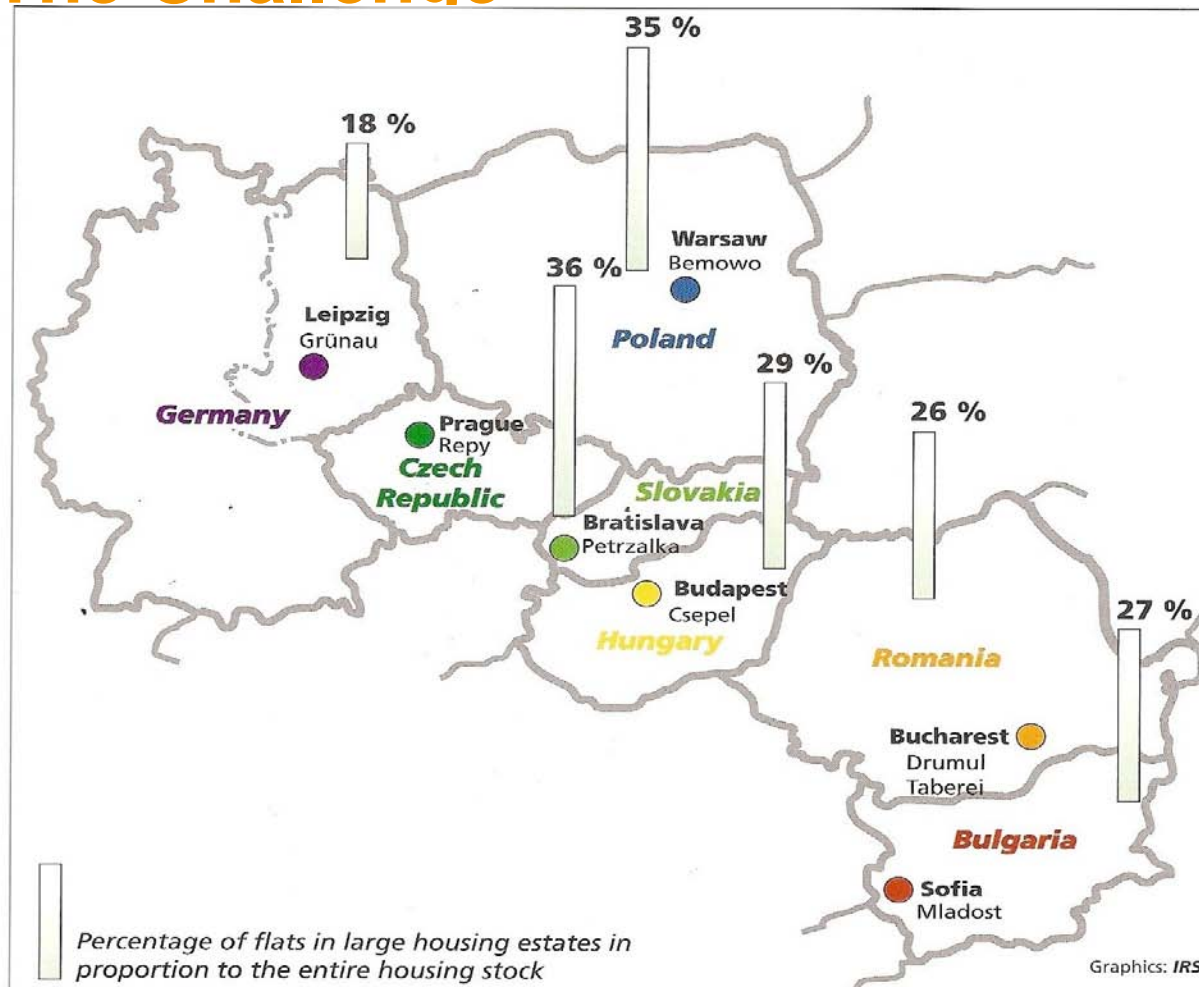 The Challenge
35 %
18 %
Warsaw
Bemowo
36 %
Leipzig
Grünau
Poland
29 %
Germany
26 %
Prague
Repy
Czech
Republic
Slovakia
Bratislava
Petrzalka
Budapest
Csepel
Hungary
27 %
Romania
Bucharest
Drumul
Taberei
Bulgaria
Sofia
Mladost
Percentage of flats in large housing estates in
proportion to the entire housing stock
Graphics: IRS